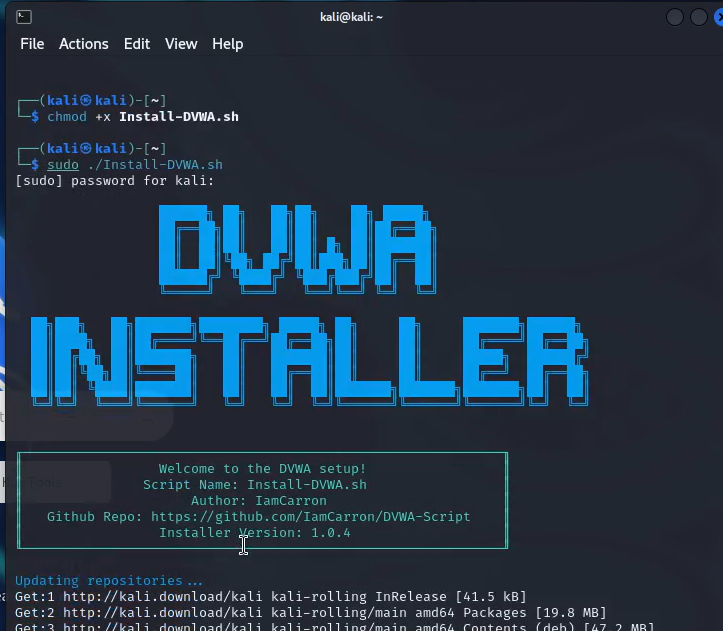 kali@kali: ~
File Actions Edit View Help
┌──(kali㉿kali)-[~]
└─$ chmod +x Install-DVWA.sh
┌──(kali㉿kali)-[~]
└─$ sudo ./Install-DVWA.sh
[sudo] password for kali:
DVWA
INSTALLER
Welcome to the DVWA setup!
Script Name: Install-DVWA.sh
Author: IamCarron
Github Repo: https://github.com/IamCarron/DVWA-Script
Installer Version: 1.0.4
Updating repositories...
Get:1 http://kali.download/kali kali-rolling InRelease [41.5 kB]
Get:2 http://kali.download/kali kali-rolling/main amd64 Packages [19.8 MB]
Get:3 http://kali.download/kali kali-rolling/main amd64 Contents (deb) [47.2 MB]